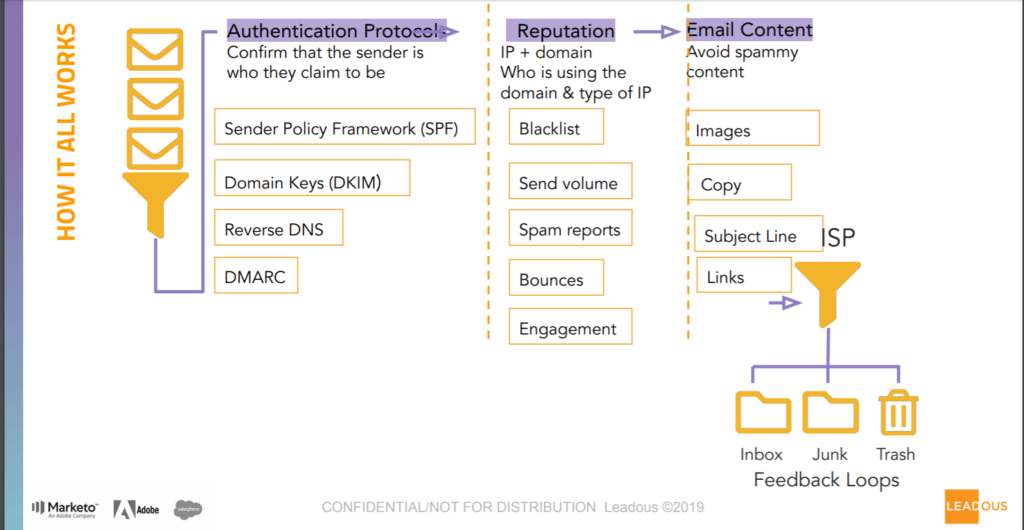 HOW IT ALL WORKS
Authentication Protocols
Confirm that the sender is
who they claim to be
Sender Policy Framework (SPF)
Domain Keys (DKIM)
Reverse DNS
DMARC
Reputation
IP + domain
Who is using the
domain & type of IP
Blacklist
Send volume
Spam reports
Bounces
Engagement
Email Content
Avoid spammy
content
Images
Copy
Subject Line
Links
ISP
Inbox
Junk
Trash
Feedback Loops
Marketo
An Adobe Company
Adobe
salesforce
CONFIDENTIAL/NOT FOR DISTRIBUTION Leadous ©2019
LEADOUS